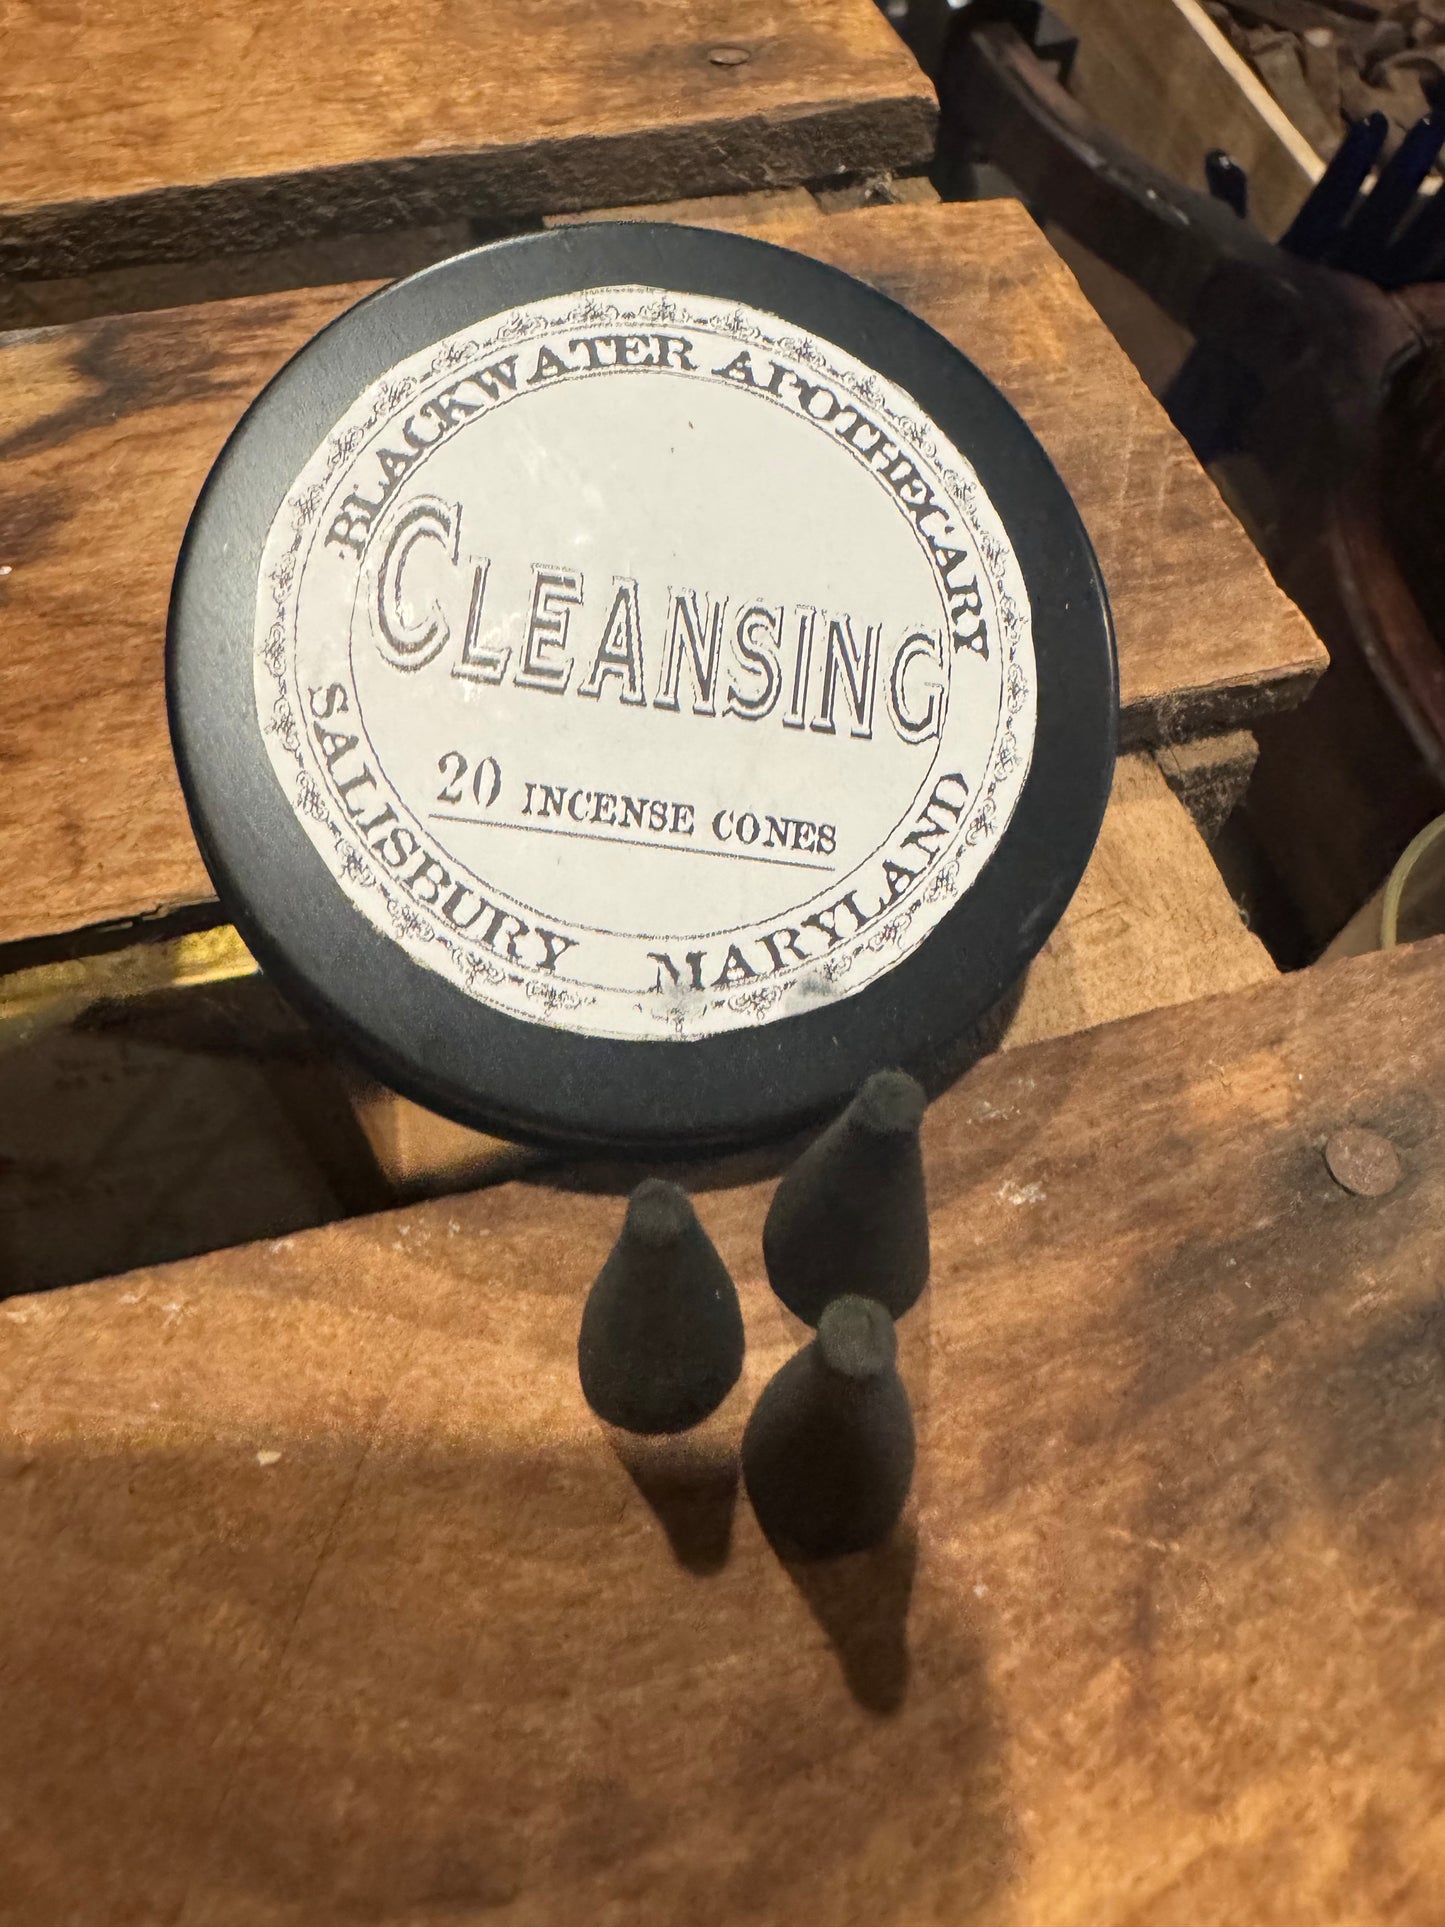 BLACKWATER APOTHECARY
CLEANSING
20 INCENSE CONES
SALISBURY MARYLAND